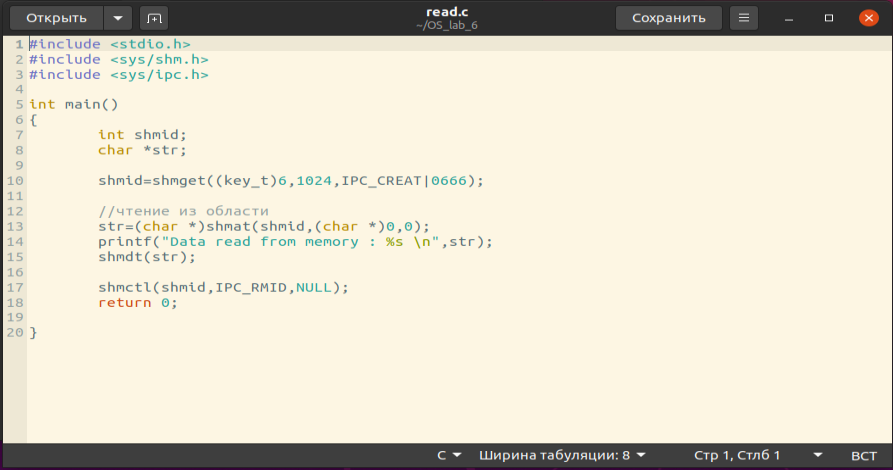 Открыть
read.c
~/OS_lab_6
Сохранить
1 #include <stdio.h>
2 #include <sys/shm.h>
3 #include <sys/ipc.h>
4
5 int main()
6 {
7         int shmid;
8         char *str;
9
10         shmid=shmget((key_t)6,1024,IPC_CREAT|0666);
11
12         //чтение из области
13         str=(char *)shmat(shmid,(char *)0,0);
14         printf("Data read from memory : %s \n",str);
15         shmdt(str);
16
17         shmctl(shmid,IPC_RMID,NULL);
18         return 0;
19
20 }
C  Ширина табуляции: 8  Стр 1, Стлб 1  ВСТ